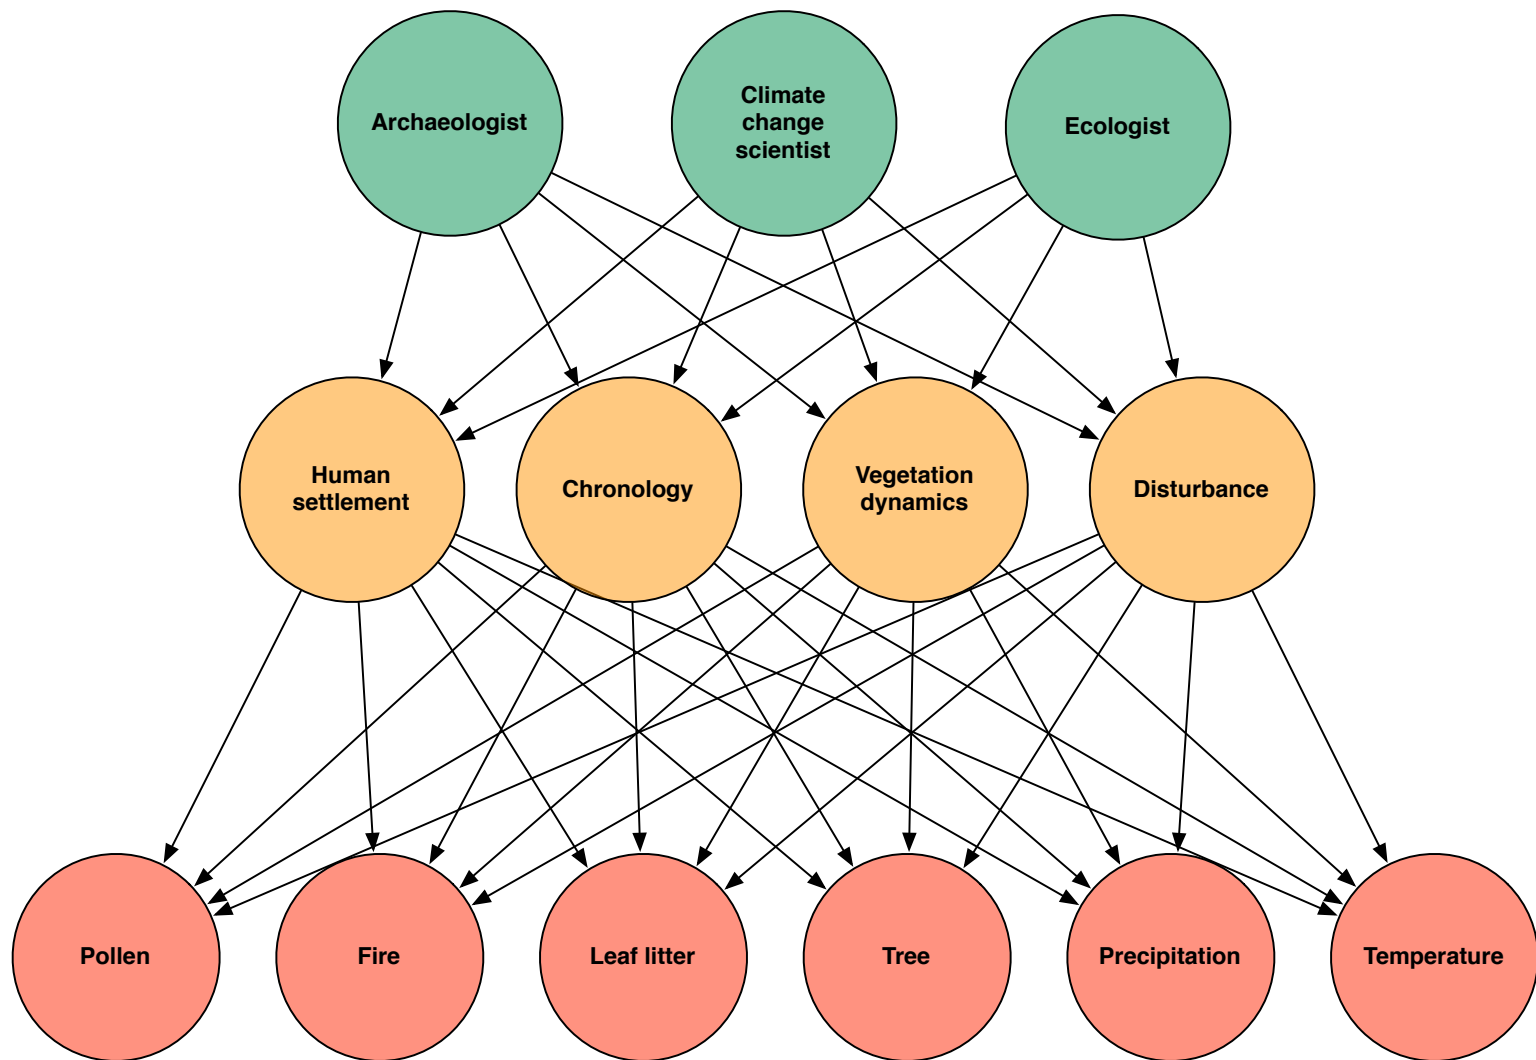 Archaeologist
Climate
change
scientist
Ecologist
Human
settlement
Chronology
Vegetation
dynamics
Disturbance
Pollen
Fire
Leaf litter
Tree
Precipitation
Temperature